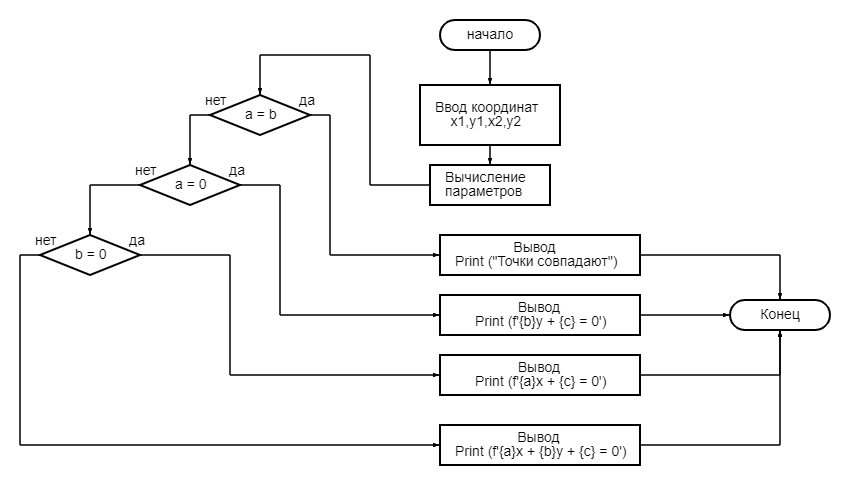 начало
Ввод координат
x1,y1,x2,y2
Вычисление
параметров
нет
да
a = b
нет
да
a = 0
нет
да
b = 0
Вывод
Print ("Точки совпадают")
Вывод
Print (f'{b}y + {c} = 0')
Вывод
Print (f'{a}x + {c} = 0')
Вывод
Print (f'{a}x + {b}y + {c} = 0')
Конец